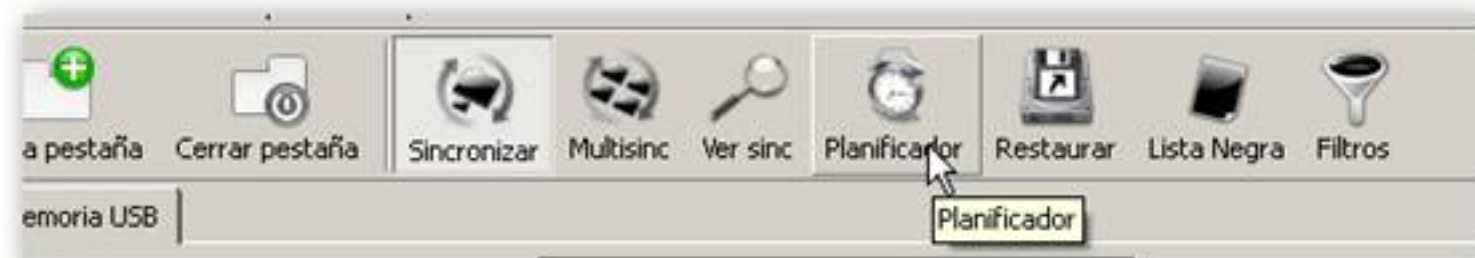 a pestaña Cerrar pestaña Sincronizar Multisinc Ver sinc Planificador Restaurar Lista Negra Filtros
emoria USB
Planificador